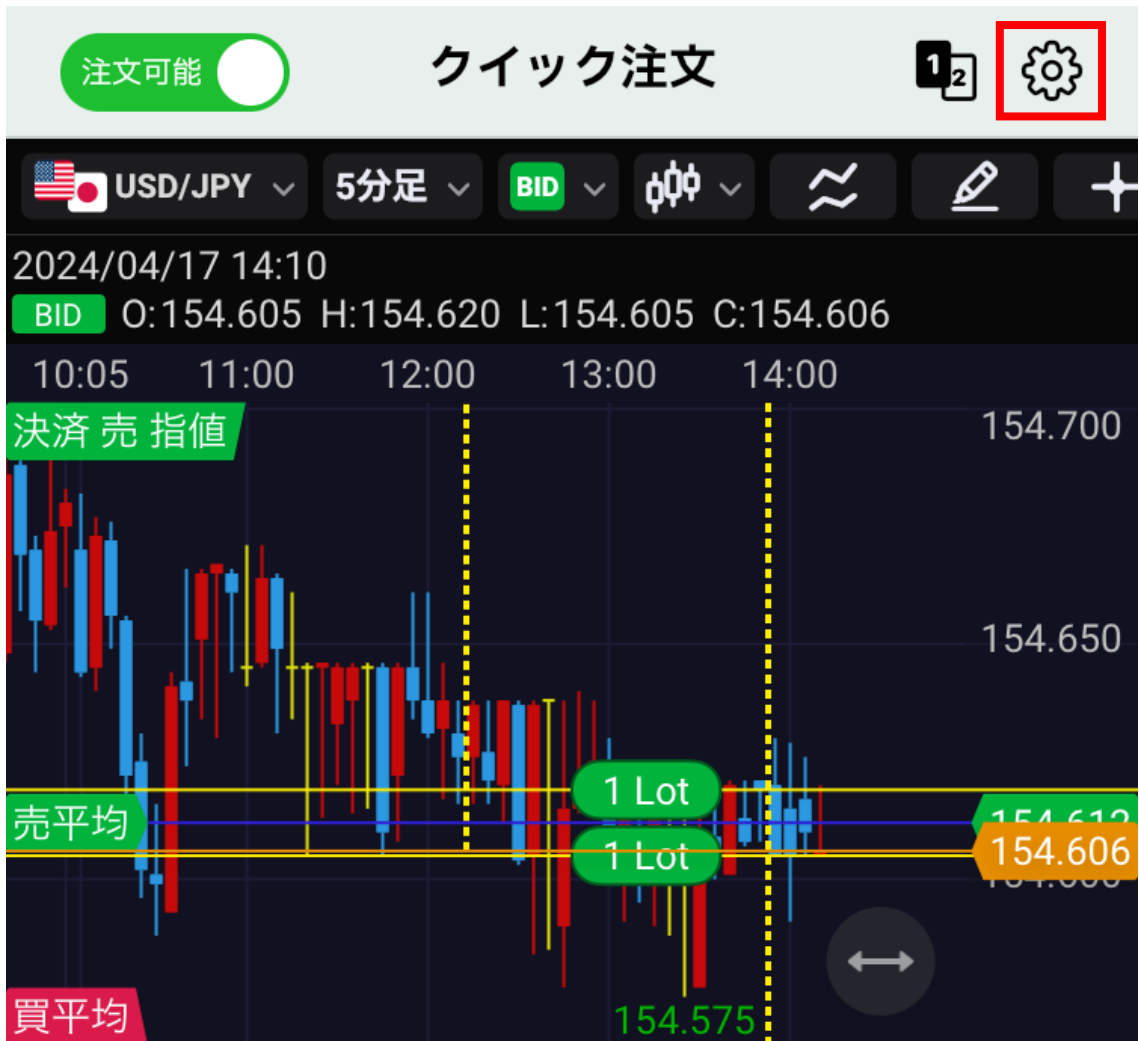 注文可能 クイック注文 1 2
USD/JPY 5分足 BID
2024/04/17 14:10
BID O:154.605 H:154.620 L:154.605 C:154.606
10:05 11:00 12:00 13:00 14:00
決済 売 指値 154.700
154.650
1 Lot
売平均
1 Lot 154.606
買平均 154.575